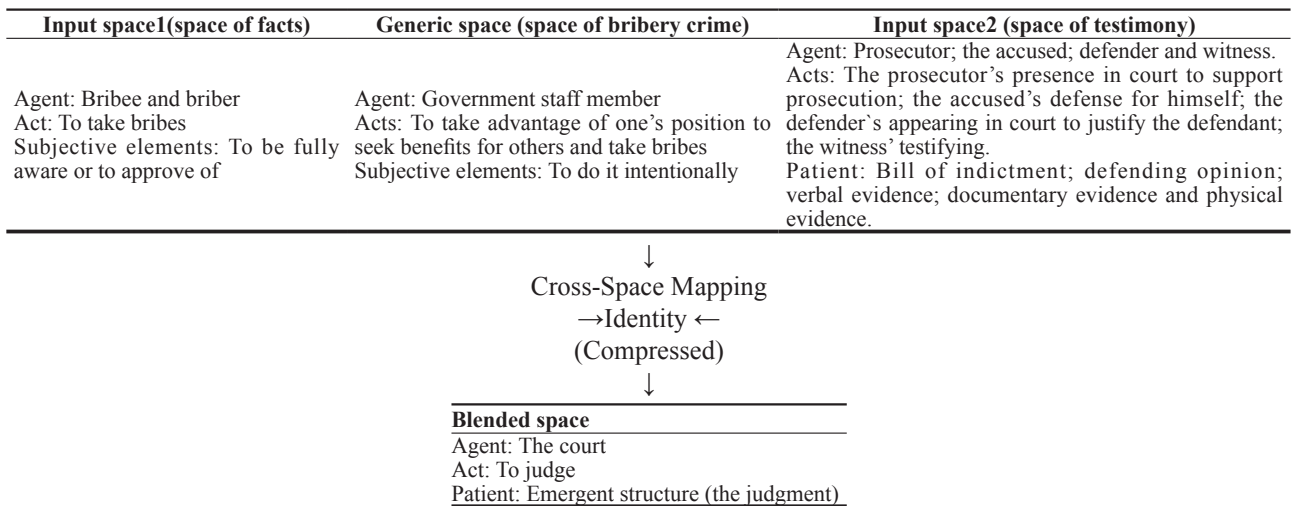 Input space1(space of facts) Generic space (space of bribery crime) Input space2 (space of testimony)
Agent: Bribee and briber
Act: To take bribes
Subjective elements: To be fully
aware or to approve of
Agent: Government staff member
Acts: To take advantage of one's position to
seek benefits for others and take bribes
Subjective elements: To do it intentionally
Agent: Prosecutor; the accused; defender and witness.
Acts: The prosecutor's presence in court to support
prosecution; the accused's defense for himself; the
defender`s appearing in court to justify the defendant;
the witness' testifying.
Patient: Bill of indictment; defending opinion;
verbal evidence; documentary evidence and physical
evidence.
↓
Cross-Space Mapping
→Identity ←
(Compressed)
↓
Blended space
Agent: The court
Act: To judge
Patient: Emergent structure (the judgment)